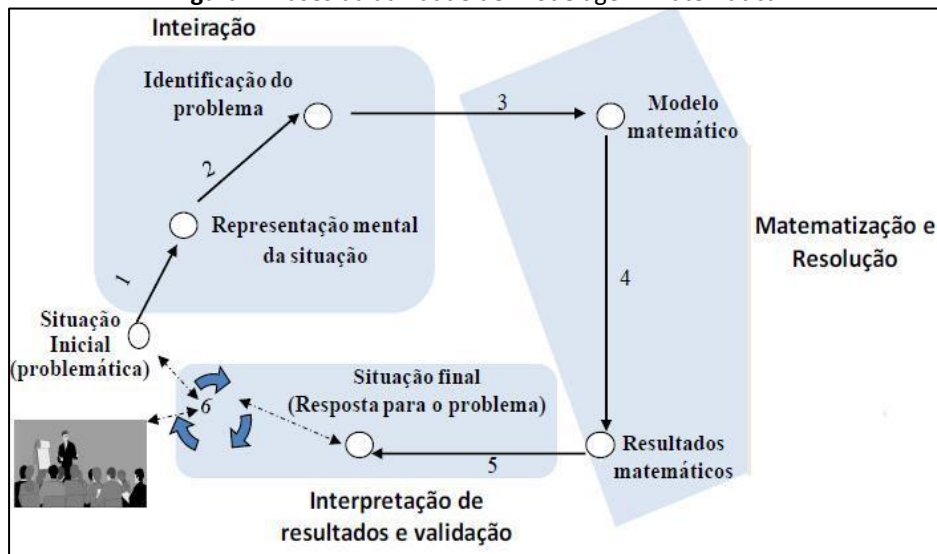 Inteiração
Identificação do
problema
3
Modelo
matemático
2
Representação mental
da situação
Matematização e
Resolução
1
4
Situação
Inicial
(problemática)
Situação final
(Resposta para o problema)
6
Resultados
matemáticos
5
Interpretação de
resultados e validação